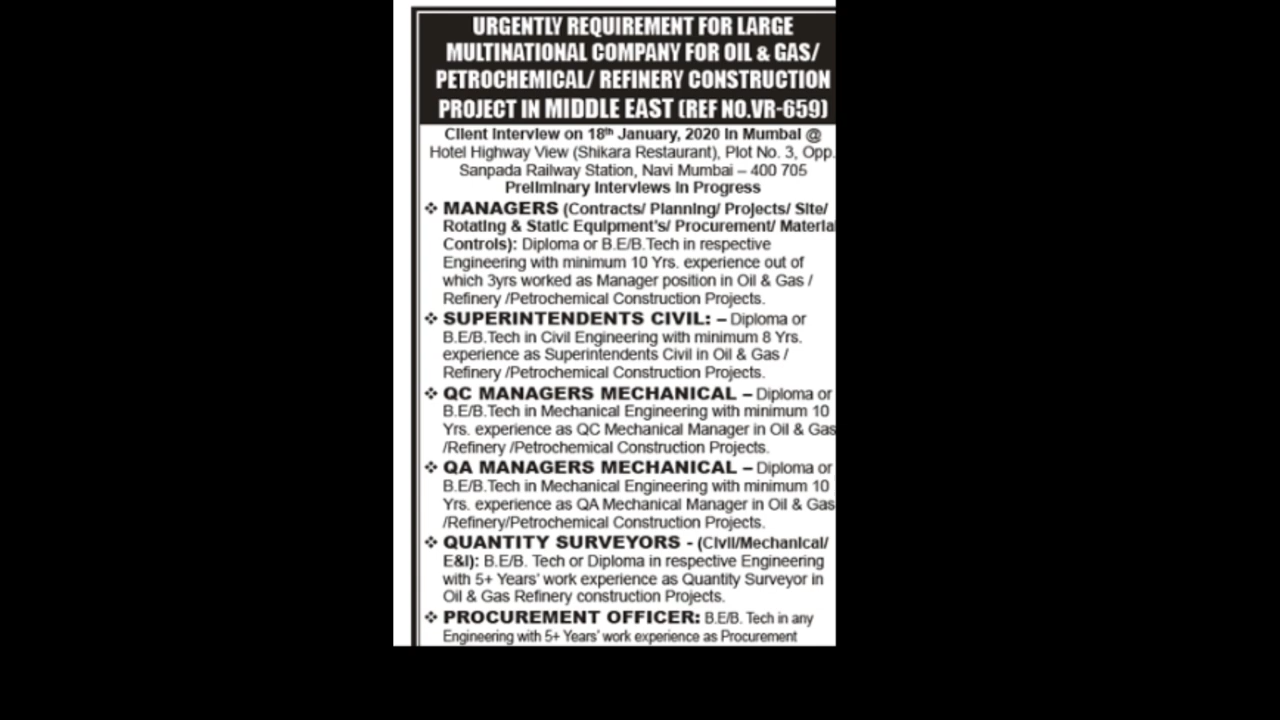 URGENTLY REQUIREMENT FOR LARGE
MULTINATIONAL COMPANY FOR OIL & GAS/
PETROCHEMICAL/ REFINERY CONSTRUCTION
PROJECT IN MIDDLE EAST (REF NO.VR-659)
Client Interview on 18th January, 2020 in Mumbai @
Hotel Highway View (Shikara Restaurant), Plot No. 3, Opp.
Sanpada Railway Station, Navi Mumbai – 400 705
Preliminary Interviews in Progress
❖ MANAGERS (Contracts/ Planning/ Projects/ Site/
Rotating & Static Equipment's/ Procurement/ Material
Controls): Diploma or B.E/B.Tech in respective
Engineering with minimum 10 Yrs. experience out of
which 3yrs worked as Manager position in Oil & Gas /
Refinery /Petrochemical Construction Projects.
❖ SUPERINTENDENTS CIVIL: – Diploma or
B.E/B.Tech in Civil Engineering with minimum 8 Yrs.
experience as Superintendents Civil in Oil & Gas /
Refinery /Petrochemical Construction Projects.
❖ QC MANAGERS MECHANICAL – Diploma or
B.E/B.Tech in Mechanical Engineering with minimum 10
Yrs. experience as QC Mechanical Manager in Oil & Gas
/Refinery /Petrochemical Construction Projects.
❖ QA MANAGERS MECHANICAL – Diploma or
B.E/B.Tech in Mechanical Engineering with minimum 10
Yrs. experience as QA Mechanical Manager in Oil & Gas
/Refinery/Petrochemical Construction Projects.
❖ QUANTITY SURVEYORS - (Civil/Mechanical/
E&I): B.E/B. Tech or Diploma in respective Engineering
with 5+ Years' work experience as Quantity Surveyor in
Oil & Gas Refinery construction Projects.
❖ PROCUREMENT OFFICER: B.E/B. Tech in any
Engineering with 5+ Years' work experience as Procurement